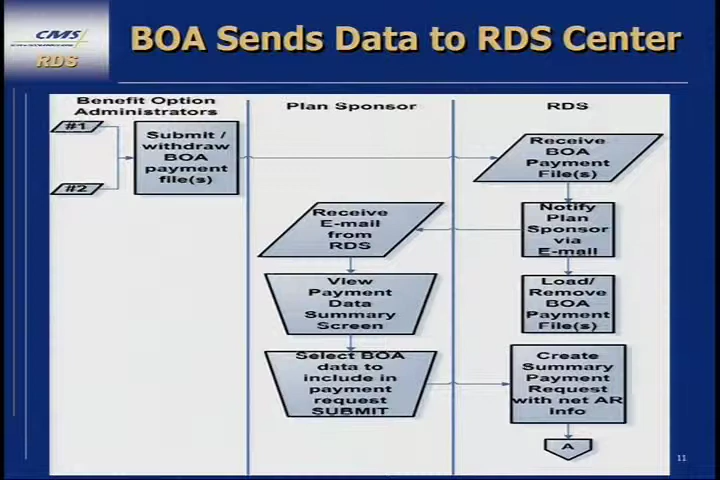 CMS
RDS
BOA Sends Data to RDS Center
Benefit Option
Administrators
Plan Sponsor
RDS
#1
#2
Submit /
withdraw
BOA
payment
file(s)
Receive
BOA
Payment
File(s)
Notify
Plan
Sponsor
via
E-mail
Receive
E-mail
from
RDS
Load/
Remove
BOA
Payment
File(s)
View
Payment
Data
Summary
Screen
Select BOA
data to
include in
payment
request
SUBMIT
Create
Summary
Payment
Request
with net AR
info
A
11